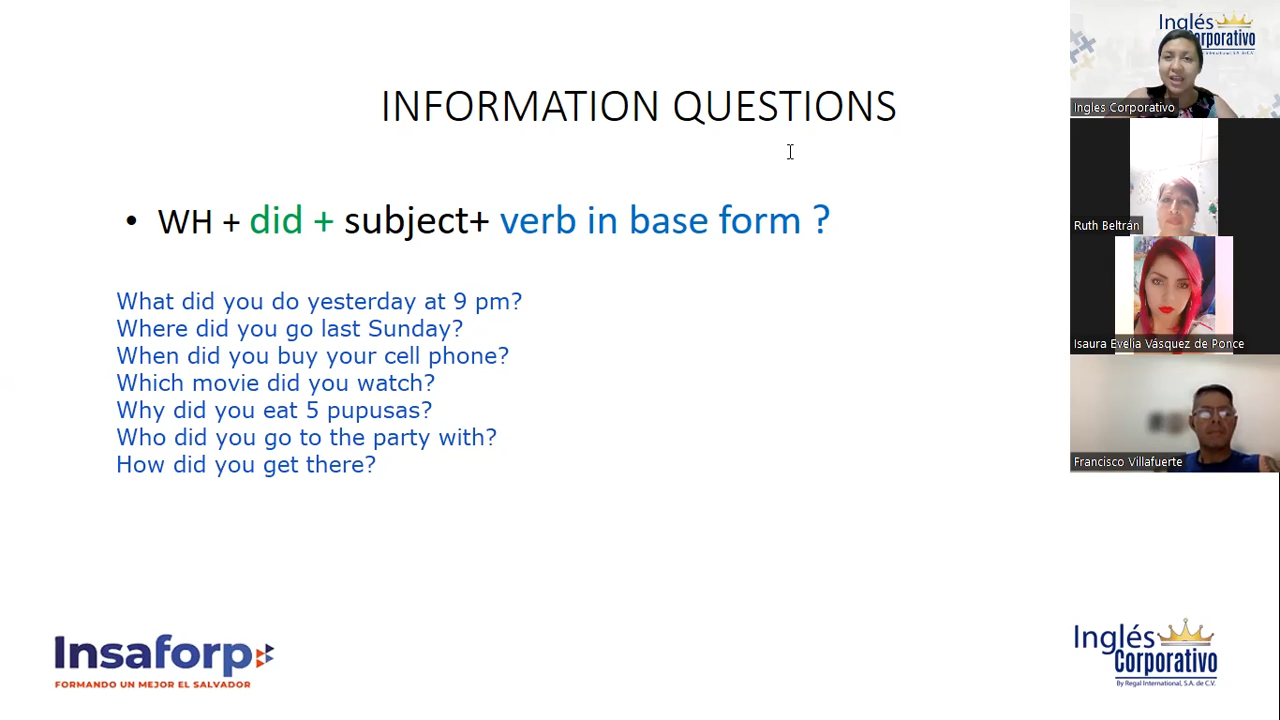 INFORMATION QUESTIONS
• WH + did + subject+ verb in base form ?
What did you do yesterday at 9 pm?
Where did you go last Sunday?
When did you buy your cell phone?
Which movie did you watch?
Why did you eat 5 pupusas?
Who did you go to the party with?
How did you get there?
Insaforp
FORMANDO UN MEJOR EL SALVADOR
Inglés
Corporativo
By Regal International, S.A. de C.V.
Inglés
Corporativo
Ingles Corporativo
Ruth Beltrán
Isaura Evelia Vásquez de Ponce
Francisco Villafuerte